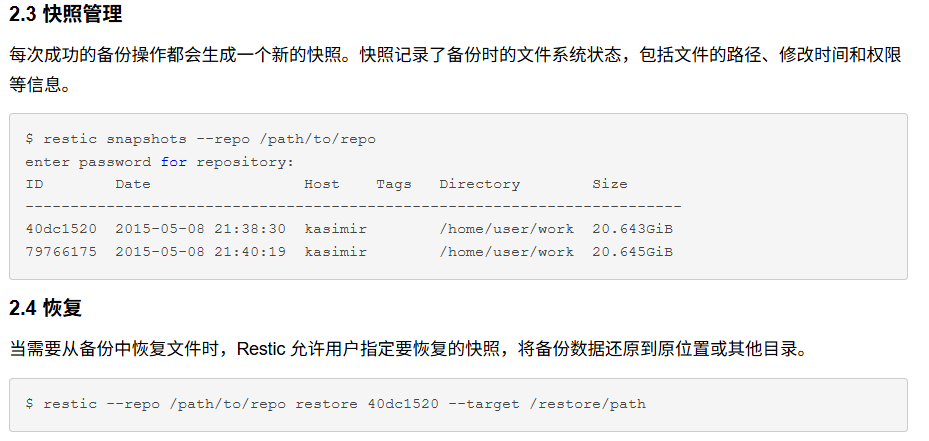 2.3 快照管理
每次成功的备份操作都会生成一个新的快照。快照记录了备份时的文件系统状态，包括文件的路径、修改时间和权限
等信息。
$ restic snapshots --repo /path/to/repo
enter password for repository:
ID        Date                 Host    Tags   Directory        Size
-------------------------------------------------------------------------
40dc1520  2015-05-08 21:38:30  kasimir        /home/user/work  20.643GiB
79766175  2015-05-08 21:40:19  kasimir        /home/user/work  20.645GiB
2.4 恢复
当需要从备份中恢复文件时，Restic 允许用户指定要恢复的快照，将备份数据还原到原位置或其他目录。
$ restic --repo /path/to/repo restore 40dc1520 --target /restore/path